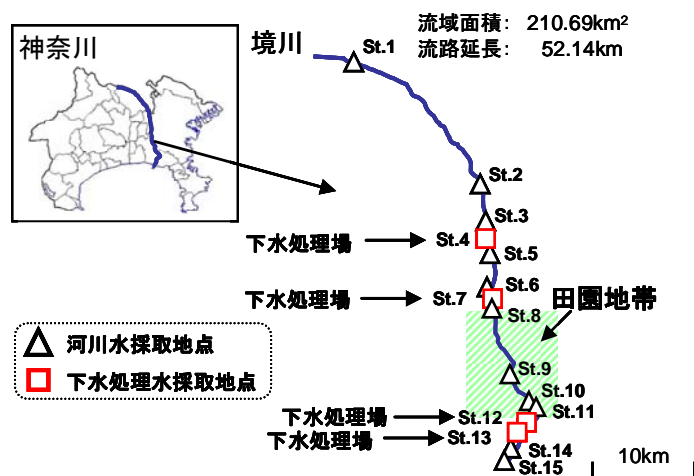 神奈川
境川
流域面積: 210.69km²
流路延長: 52.14km
St.1
St.2
St.3
下水処理場
St.4
St.5
St.6
下水処理場
St.7
田園地帯
St.8
河川水採取地点
下水処理水採取地点
St.9
St.10
St.11
下水処理場
St.12
下水処理場
St.13
St.14
St.15
10km